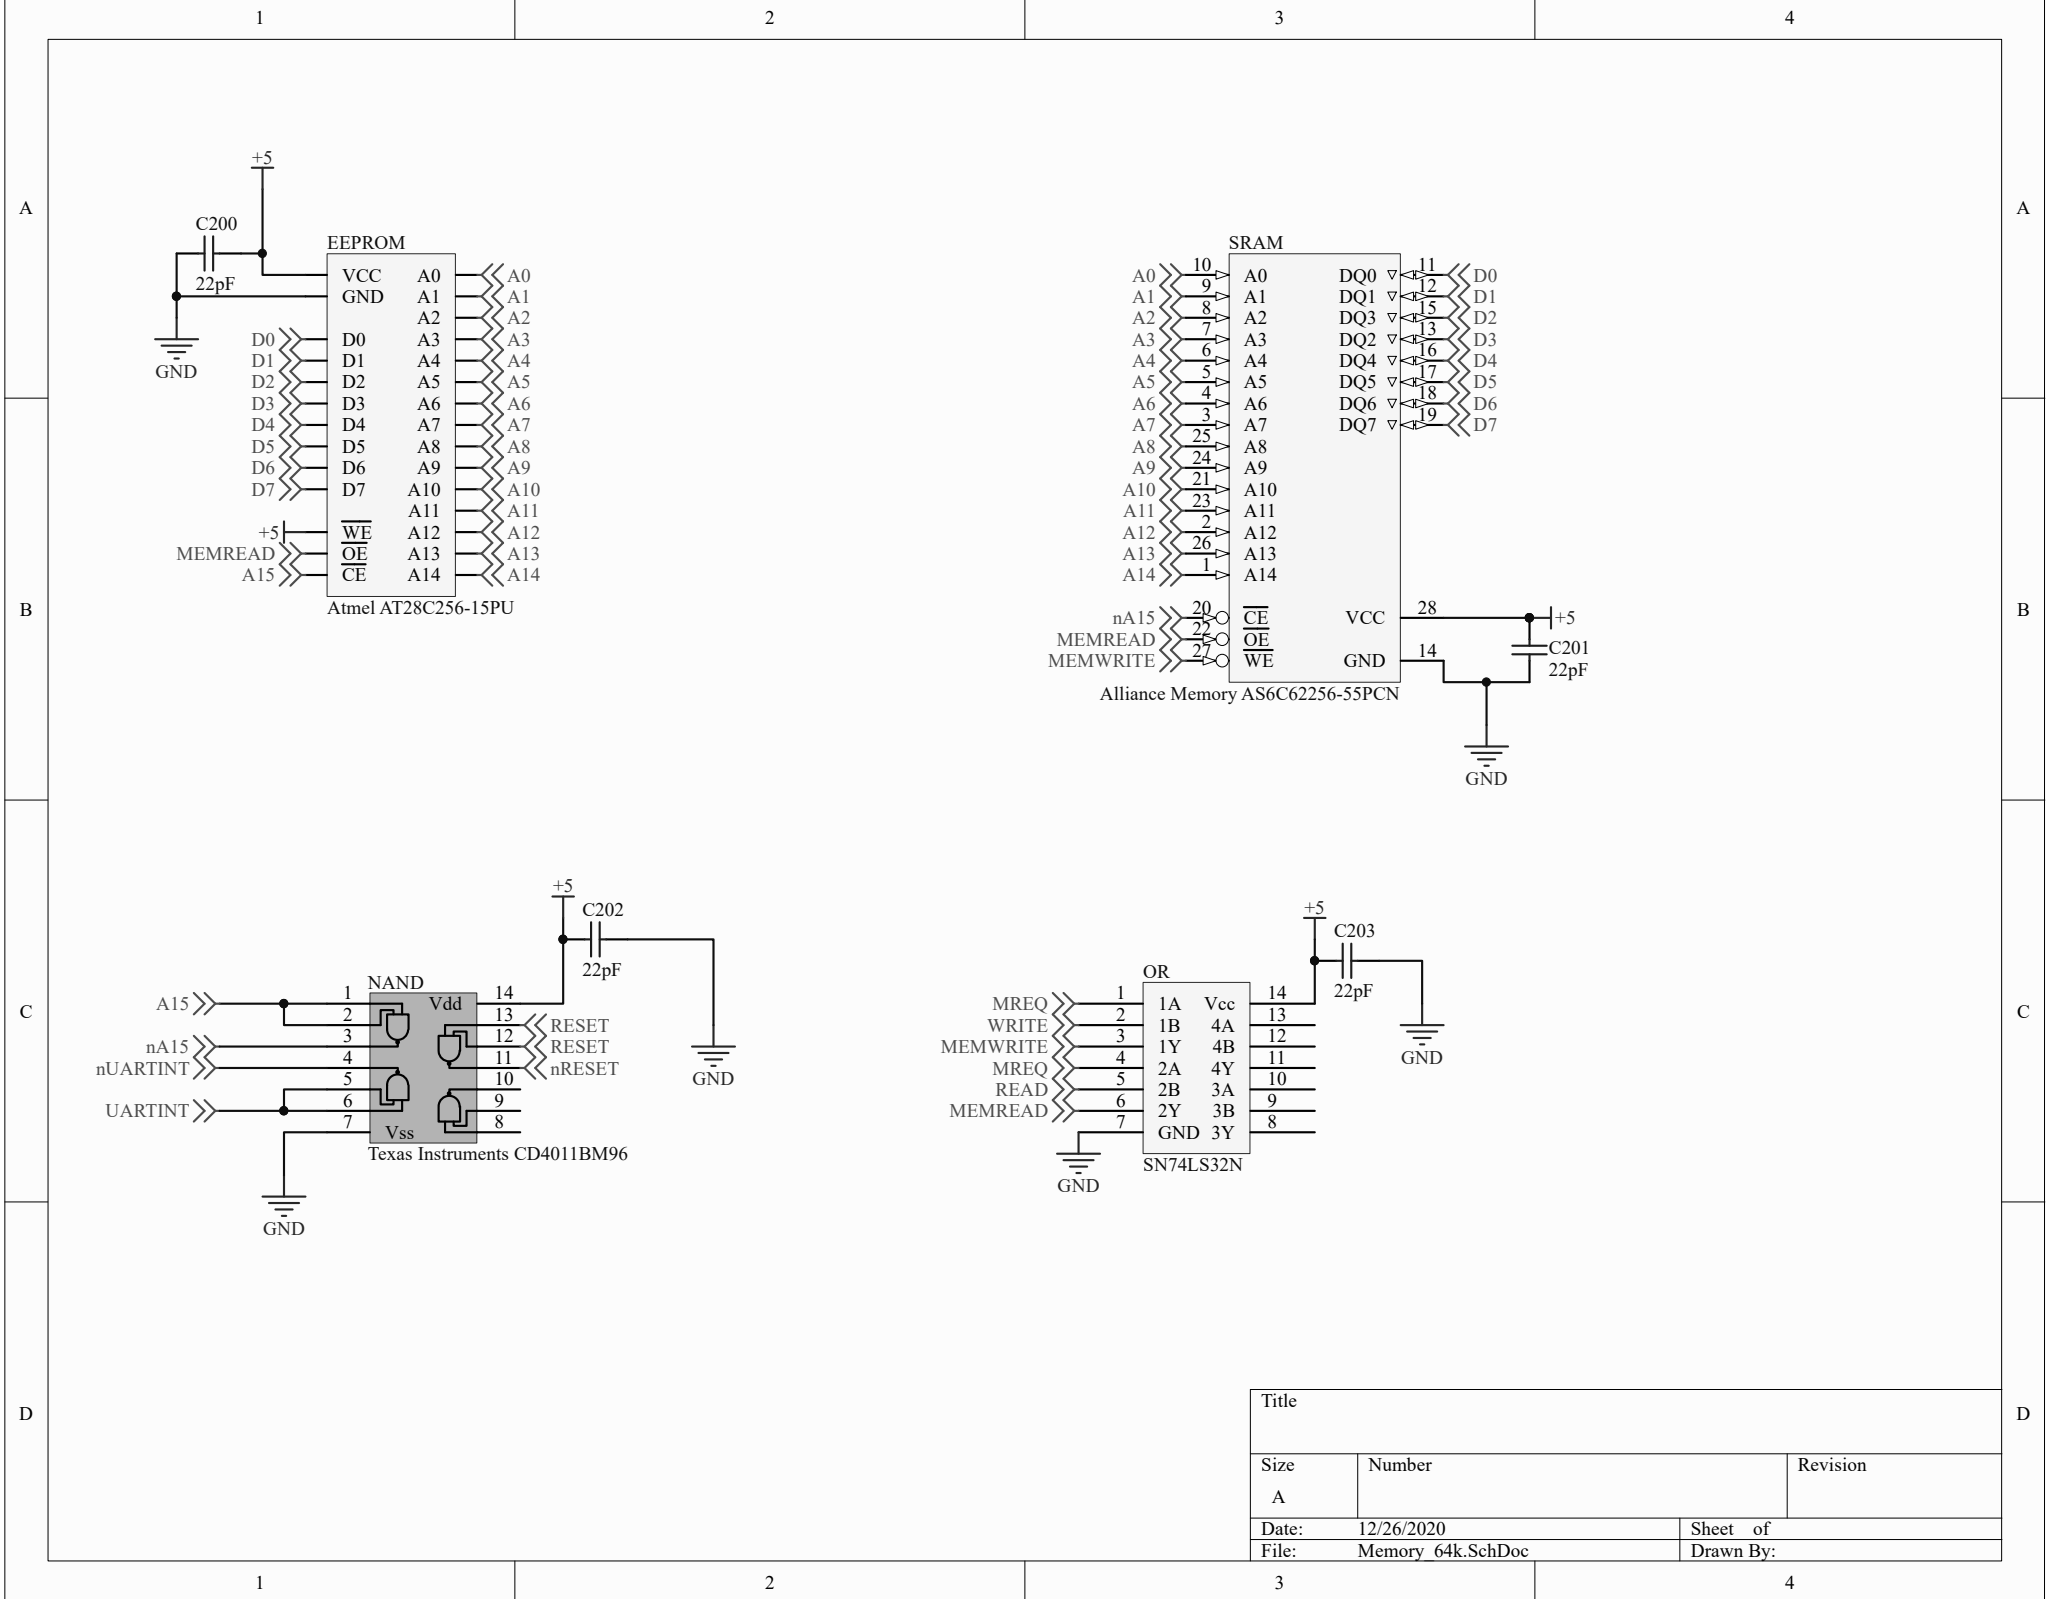 1 2 3 4
A A
+5
C200
22pF
GND
EEPROM
VCC A0 A0
GND A1 A1
A2 A2
D0 D0 A3 A3
D1 D1 A4 A4
D2 D2 A5 A5
D3 D3 A6 A6
D4 D4 A7 A7
D5 D5 A8 A8
D6 D6 A9 A9
D7 D7 A10 A10
A11 A11
+5 WE A12 A12
MEMREAD OE A13 A13
A15 CE A14 A14
Atmel AT28C256-15PU
SRAM
A0 10 A0 DQ0 11 D0
A1 9 A1 DQ1 12 D1
A2 8 A2 DQ3 15 D2
A3 7 A3 DQ2 13 D3
A4 6 A4 DQ4 16 D4
A5 5 A5 DQ5 17 D5
A6 4 A6 DQ6 18 D6
A7 3 A7 DQ7 19 D7
A8 25 A8
A9 24 A9
A10 21 A10
A11 23 A11
A12 2 A12
A13 26 A13
A14 1 A14
nA15 20 CE VCC 28 +5
MEMREAD 22 OE
MEMWRITE 27 WE GND 14
C201
22pF
Alliance Memory AS6C62256-55PCN
GND
B B
+5
C202
22pF
GND
NAND
A15 1 Vdd 14
2 13 RESET
nA15 3 12 RESET
nUARTINT 4 11 nRESET
5 10
UARTINT 6 9
7 Vss 8
Texas Instruments CD4011BM96
GND
+5
C203
22pF
GND
OR
MREQ 1 1A Vcc 14
WRITE 2 1B 4A 13
MEMWRITE 3 1Y 4B 12
MREQ 4 2A 4Y 11
READ 5 2B 3A 10
MEMREAD 6 2Y 3B 9
7 GND 3Y 8
SN74LS32N
GND
C C
D D
Title
Size Number Revision
A
Date: 12/26/2020 Sheet of
File: Memory_64k.SchDoc Drawn By:
1 2 3 4